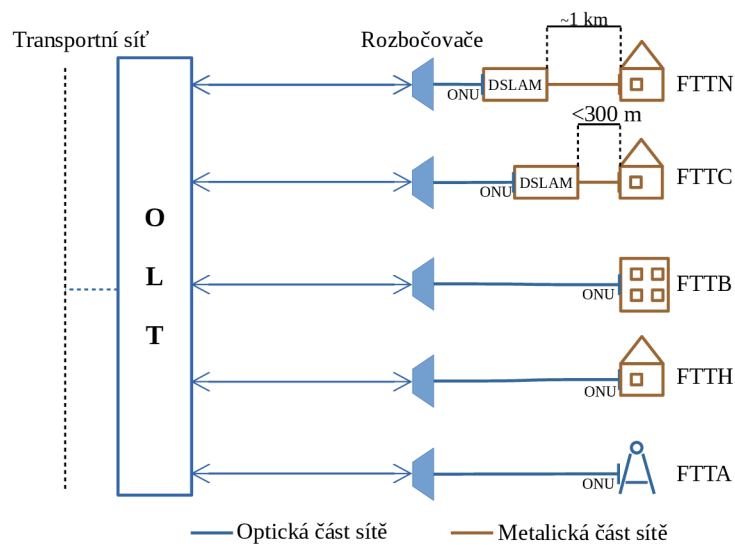 Transportní síť
Rozbočovače
~1 km
ONU
DSLAM
FTTN
<300 m
ONU
DSLAM
FTTC
O
L
T
ONU
FTTB
ONU
FTTH
ONU
FTTA
Optická část sítě
Metalická část sítě